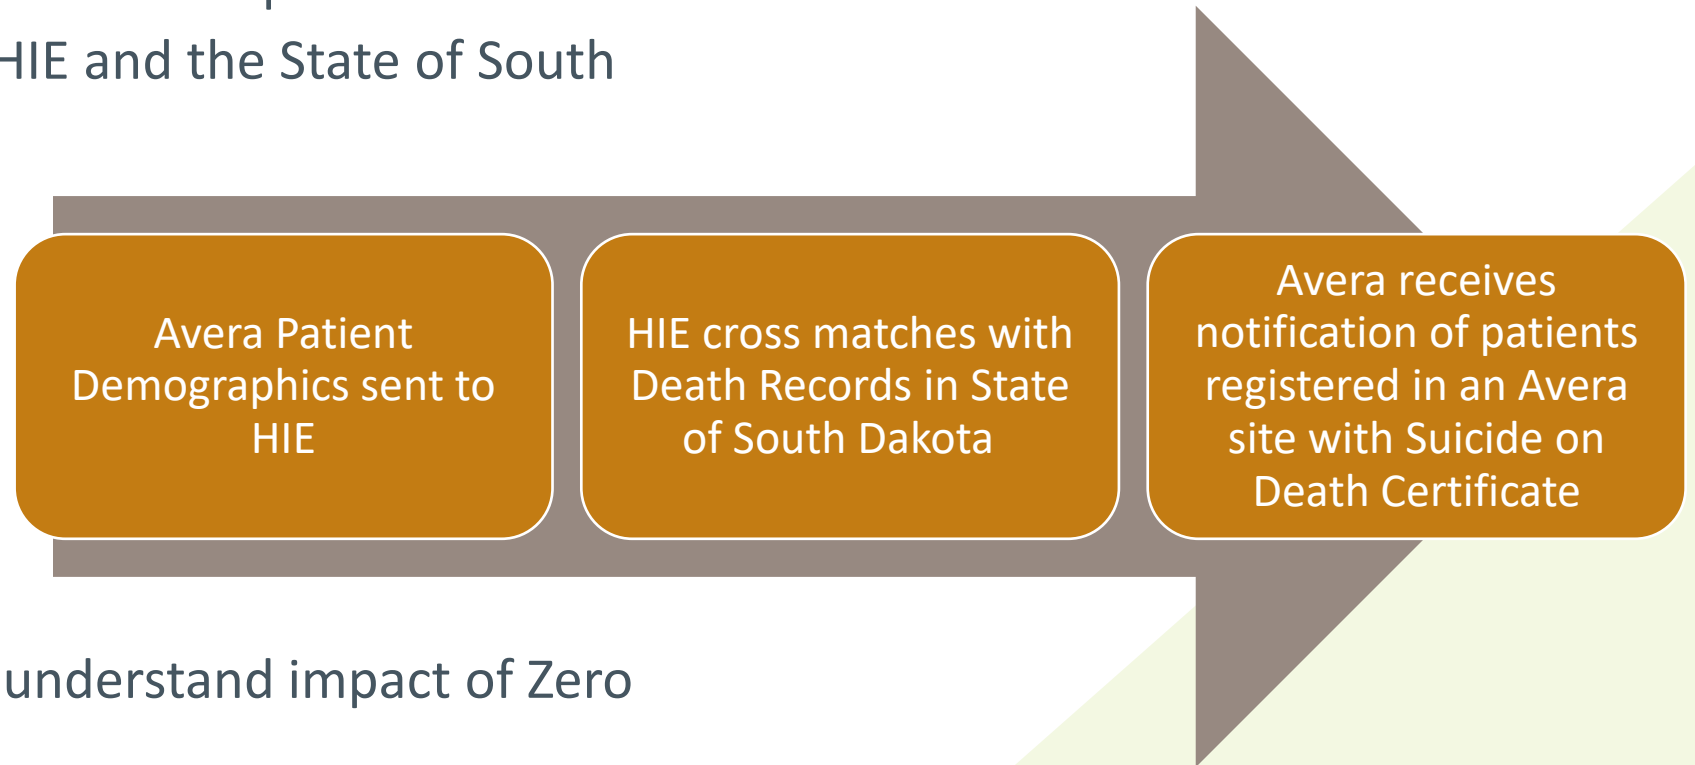 HIE and the State of South
Avera Patient
Demographics sent to
HIE
HIE cross matches with
Death Records in State
of South Dakota
Avera receives
notification of patients
registered in an Avera
site with Suicide on
Death Certificate
understand impact of Zero